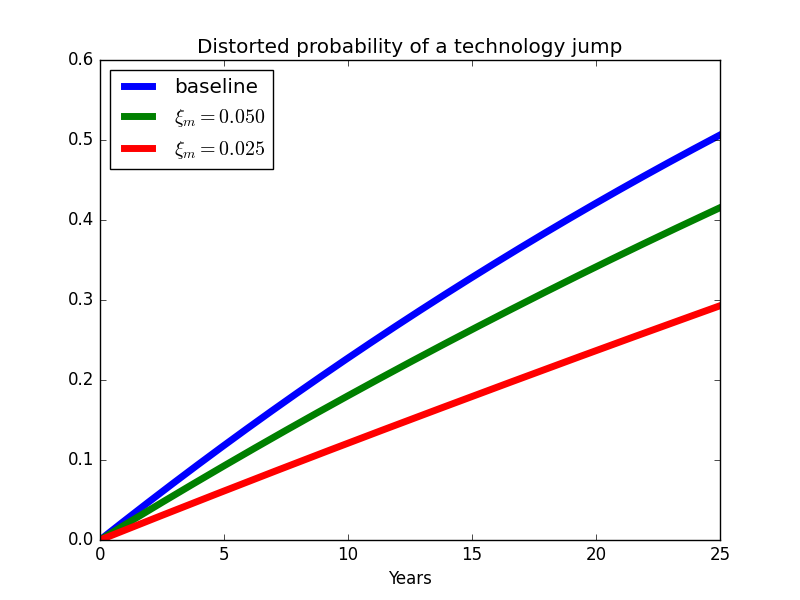 Distorted probability of a technology jump
0.6
baseline
ξm = 0.050
ξm = 0.025
0.5
0.4
0.3
0.2
0.1
0.0
0 5 10 15 20 25
Years